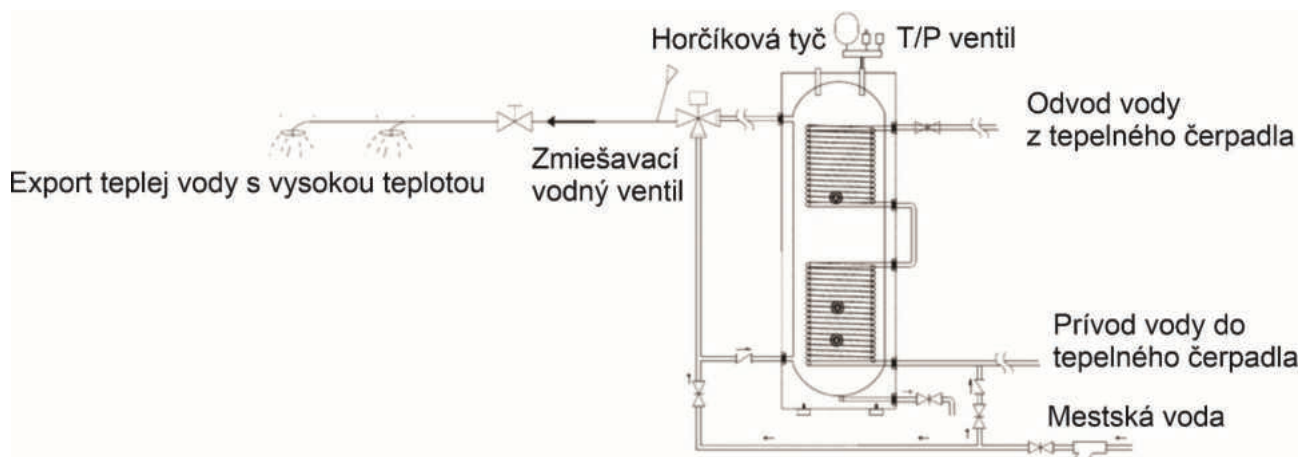 Horčíková tyč
T/P ventil
Odvod vody
z tepelného čerpadla
Export teplej vody s vysokou teplotou
Zmiešavací
vodný ventil
Prívod vody do
tepelného čerpadla
Mestská voda